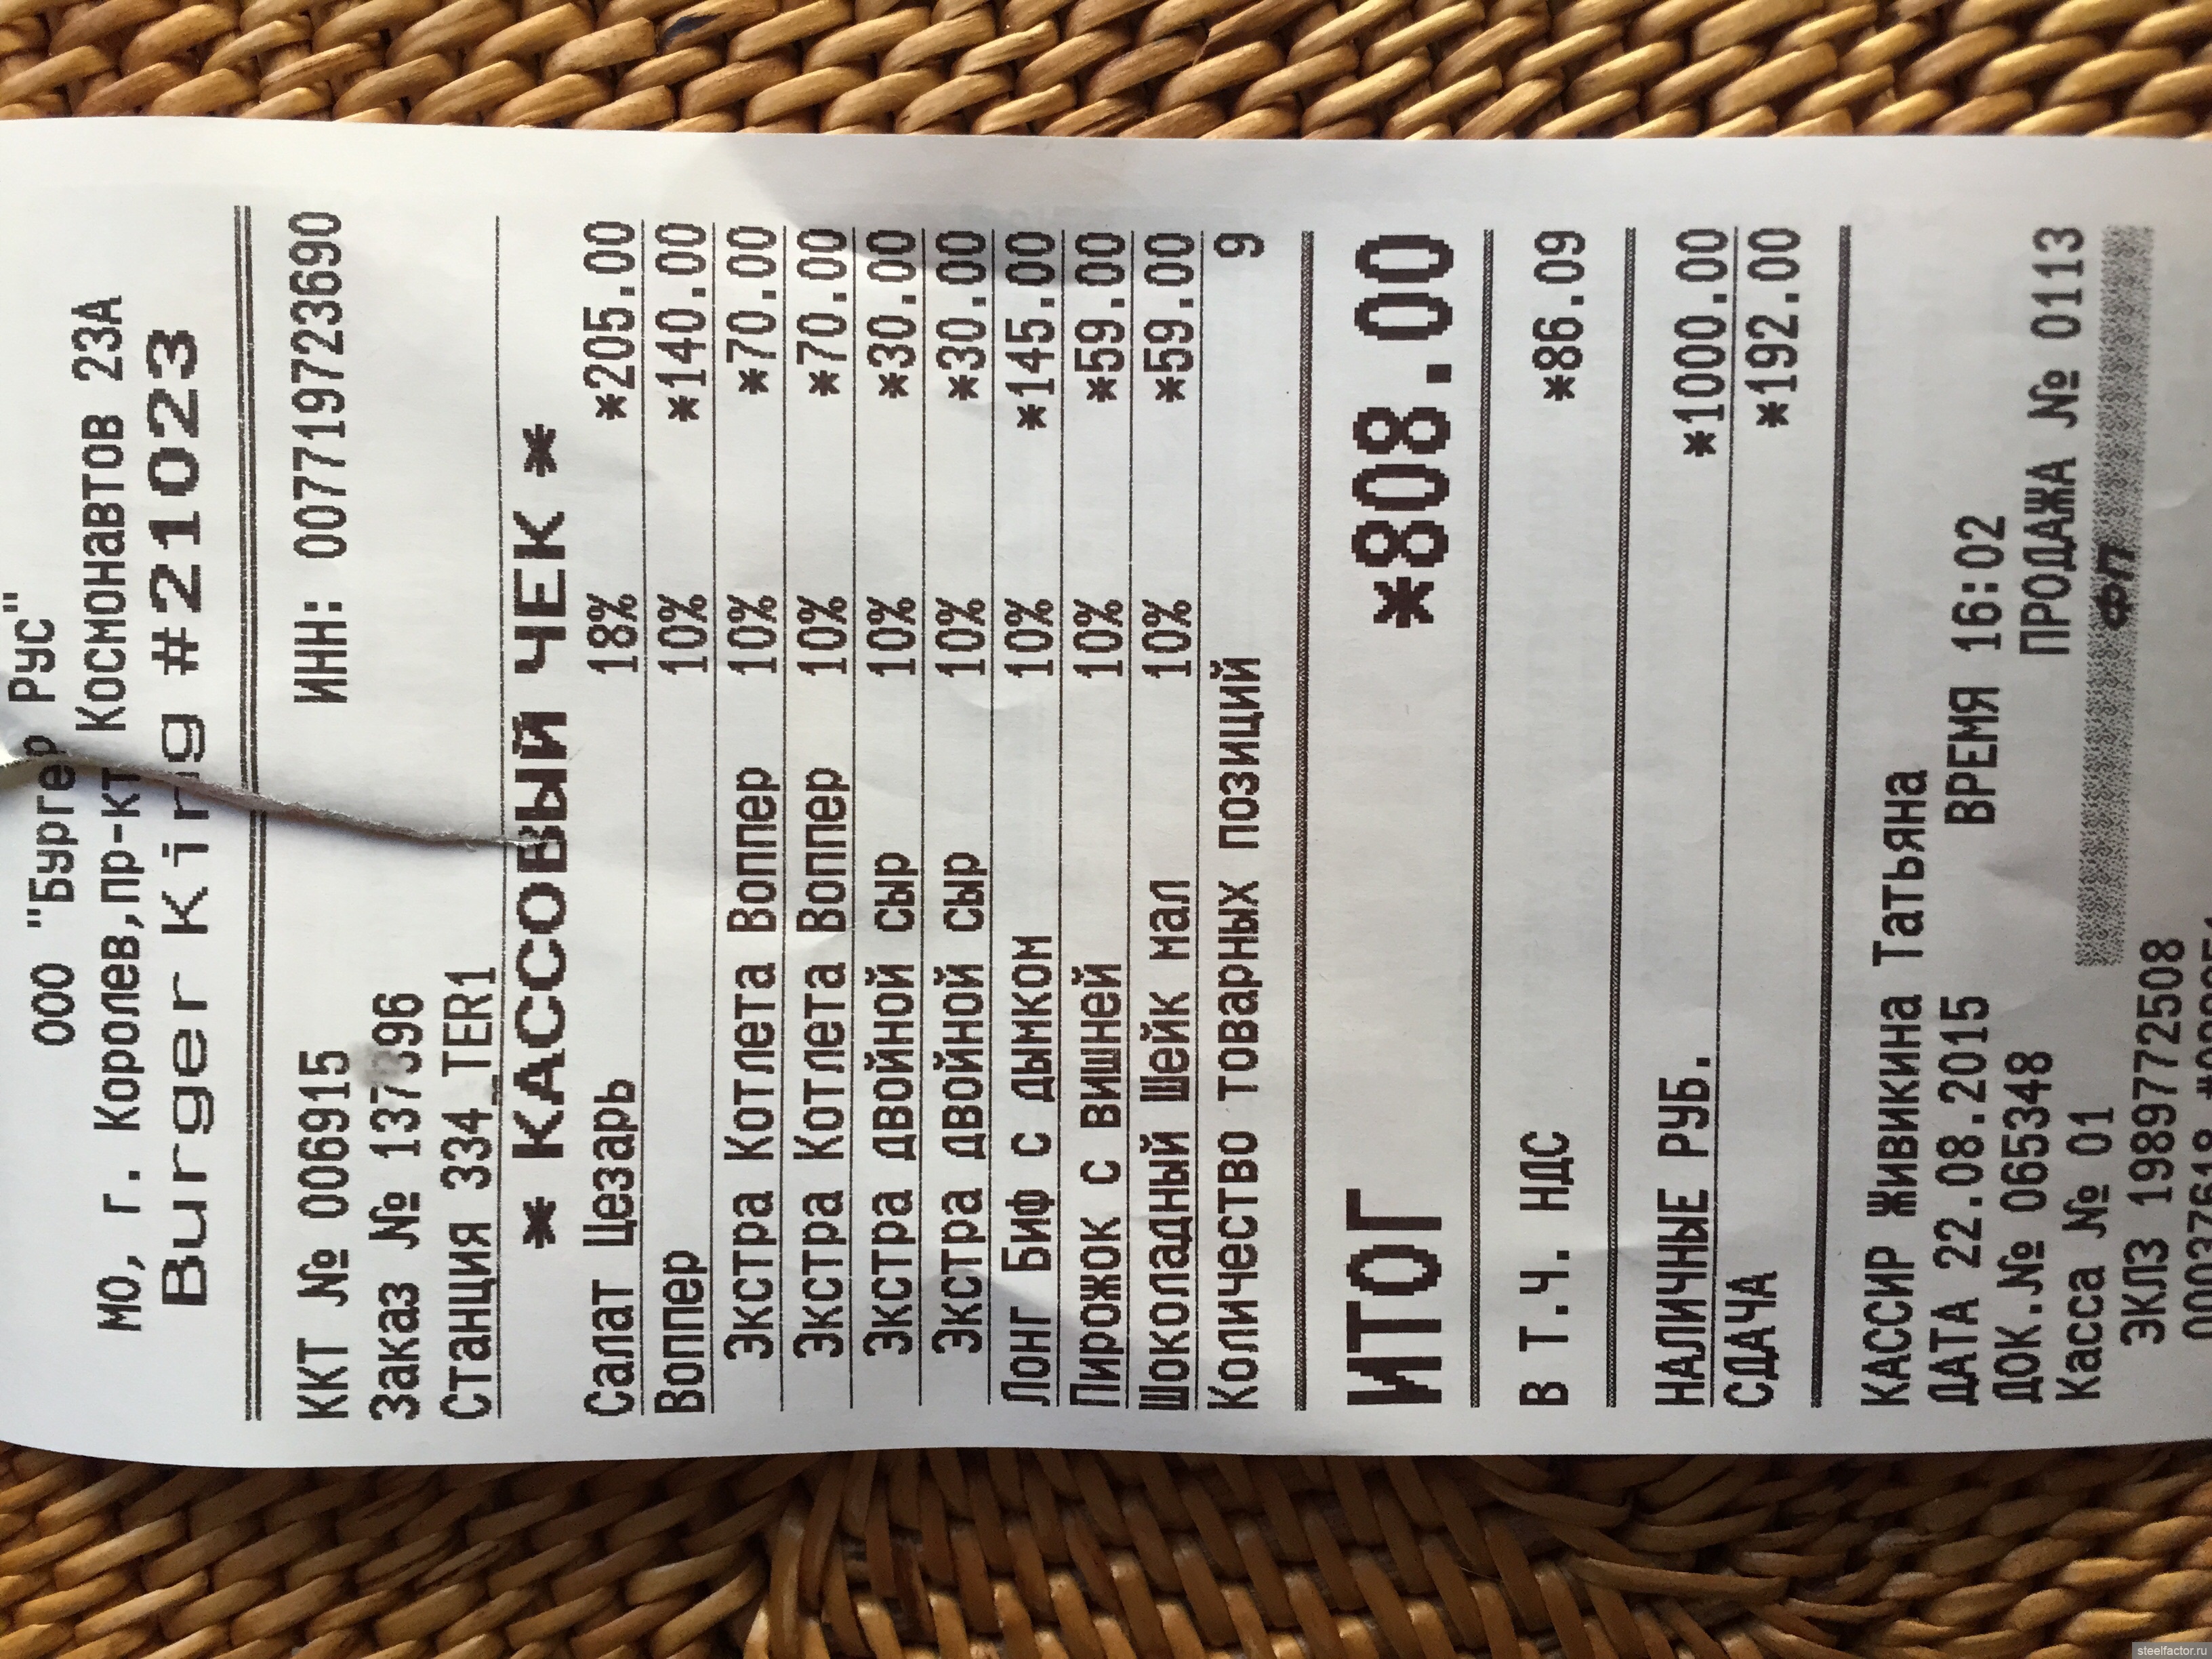 ООО "Бургер Рус"
МО, г. Королев,пр-кт Космонавтов 23А
Burger King #21023
ККТ № 006915 ИНН: 007719723690
Заказ № 137396
Станция 334_TER1
* КАССОВЫЙ ЧЕК *
Салат Цезарь 18% *205.00
Воппер 10% *140.00
Экстра Котлета Воппер 10% *70.00
Экстра Котлета Воппер 10% *70.00
Экстра двойной сыр 10% *30.00
Экстра двойной сыр 10% *30.00
Лонг Биф с дымком 10% *145.00
Пирожок с вишней 10% *59.00
Шоколадный Шейк мал 10% *59.00
Количество товарных позиций 9
ИТОГ *808.00
В Т.Ч. НДС *86.09
НАЛИЧНЫЕ РУБ. *1000.00
СДАЧА *192.00
КАССИР Живикина Татьяна
ДАТА 22.08.2015 ВРЕМЯ 16:02
ДОК.№ 065348 ПРОДАЖА № 0113
Касса № 01
ФП
ЭКЛЗ 1989772508
steelfactor.ru